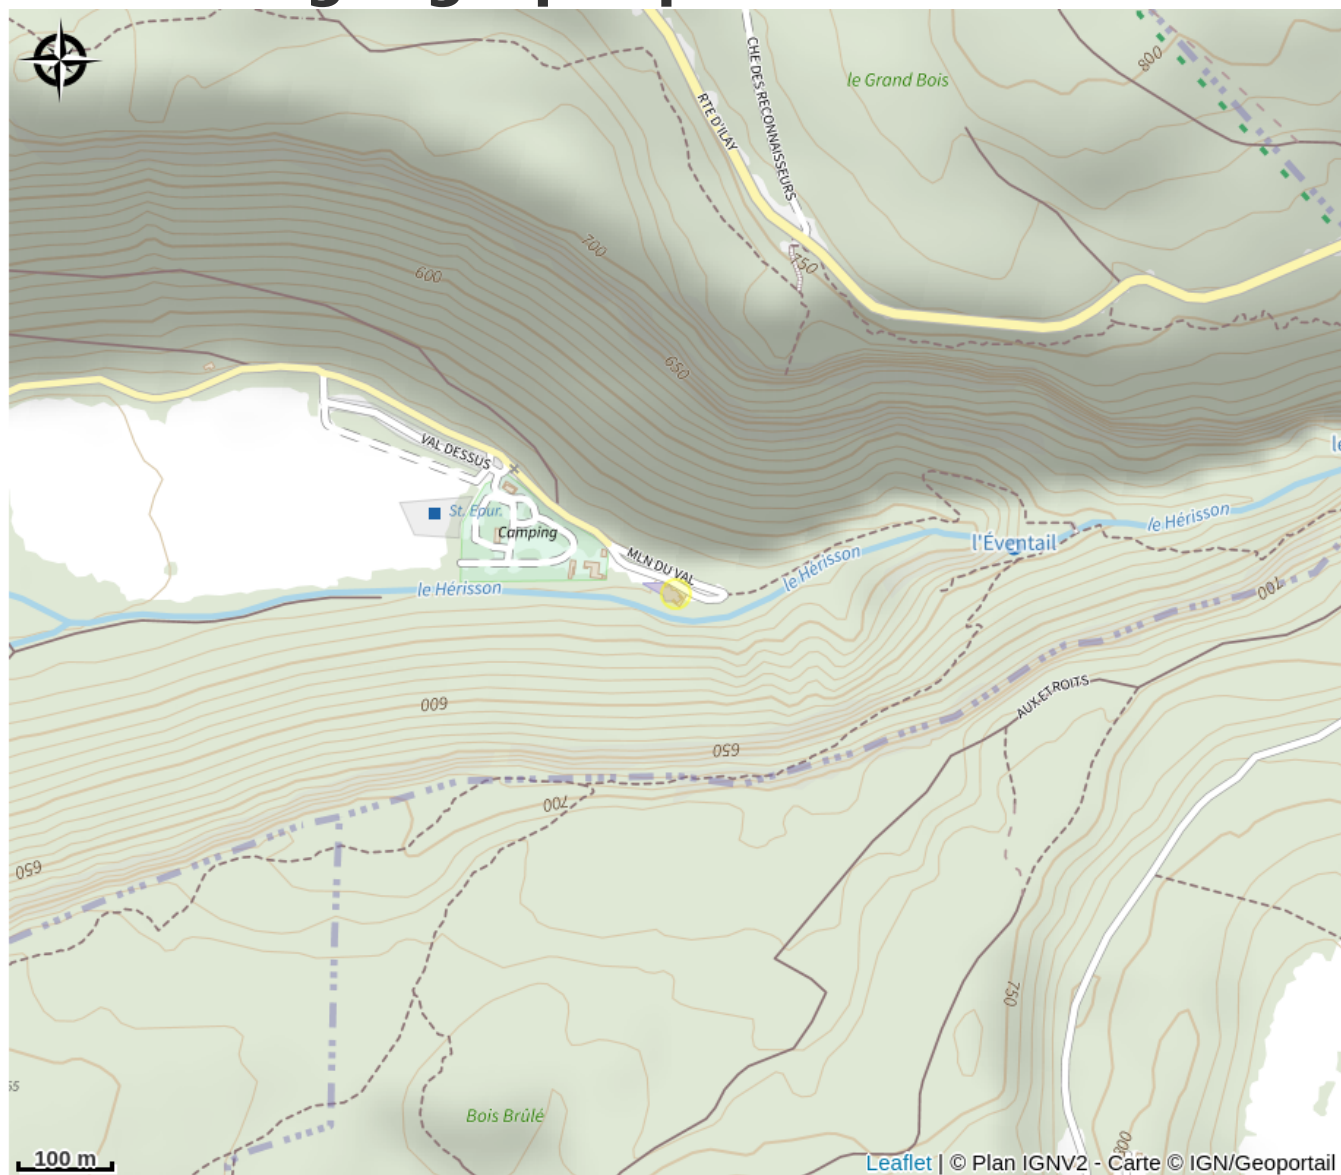 800
le Grand Bois
CHE DES RECONNAISSEURS
RTE D'ILAY
700
750
600
650
VAL DESSUS
St. Epur.
Camping
le Hérisson
l'Éventail
MLN DU VAL
le Hérisson
le Hérisson
700
AUX ETROITS
600
650
700
650
750
Bois Brûlé
800
100 m
Leaflet | © Plan IGNV2 - Carte © IGN/Geoportail